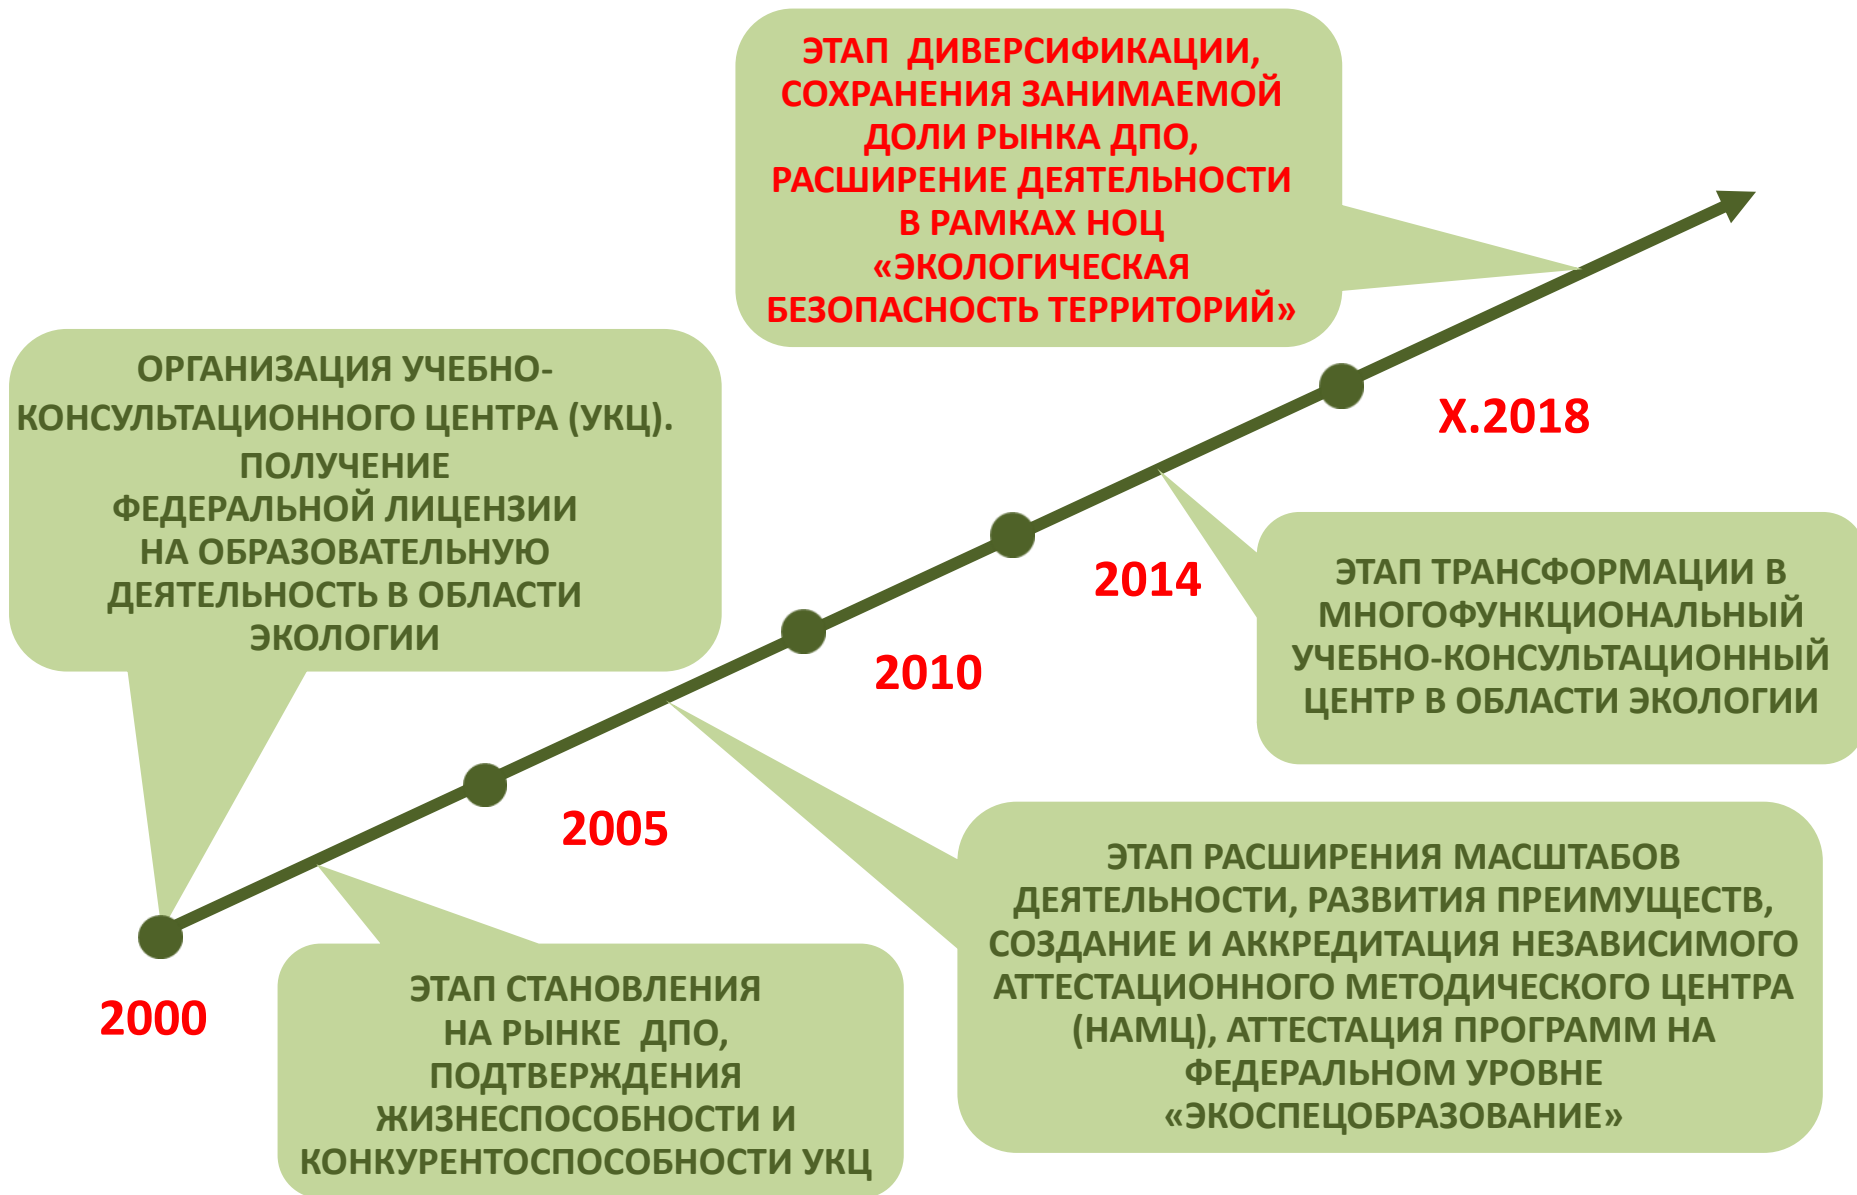 ЭТАП ДИВЕРСИФИКАЦИИ,
СОХРАНЕНИЯ ЗАНИМАЕМОЙ
ДОЛИ РЫНКА ДПО,
РАСШИРЕНИЕ ДЕЯТЕЛЬНОСТИ
В РАМКАХ НОЦ
«ЭКОЛОГИЧЕСКАЯ
БЕЗОПАСНОСТЬ ТЕРРИТОРИЙ»
ОРГАНИЗАЦИЯ УЧЕБНО-
КОНСУЛЬТАЦИОННОГО ЦЕНТРА (УКЦ).
ПОЛУЧЕНИЕ
ФЕДЕРАЛЬНОЙ ЛИЦЕНЗИИ
НА ОБРАЗОВАТЕЛЬНУЮ
ДЕЯТЕЛЬНОСТЬ В ОБЛАСТИ
ЭКОЛОГИИ
X.2018
2014
ЭТАП ТРАНСФОРМАЦИИ В
МНОГОФУНКЦИОНАЛЬНЫЙ
УЧЕБНО-КОНСУЛЬТАЦИОННЫЙ
ЦЕНТР В ОБЛАСТИ ЭКОЛОГИИ
2010
2005
ЭТАП РАСШИРЕНИЯ МАСШТАБОВ
ДЕЯТЕЛЬНОСТИ, РАЗВИТИЯ ПРЕИМУЩЕСТВ,
СОЗДАНИЕ И АККРЕДИТАЦИЯ НЕЗАВИСИМОГО
АТТЕСТАЦИОННОГО МЕТОДИЧЕСКОГО ЦЕНТРА
(НАМЦ), АТТЕСТАЦИЯ ПРОГРАММ НА
ФЕДЕРАЛЬНОМ УРОВНЕ
«ЭКОСПЕЦОБРАЗОВАНИЕ»
2000
ЭТАП СТАНОВЛЕНИЯ
НА РЫНКЕ ДПО,
ПОДТВЕРЖДЕНИЯ
ЖИЗНЕСПОСОБНОСТИ И
КОНКУРЕНТОСПОСОБНОСТИ УКЦ